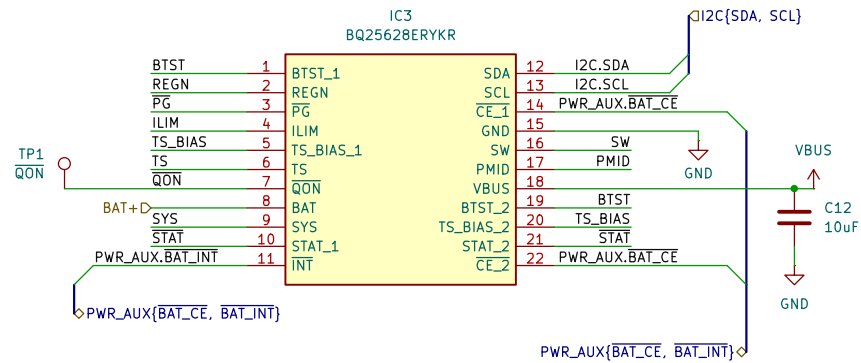 IC3
BQ25628ERYKR
I2C{SDA, SCL}
BTST 1 BTST_1 SDA 12 I2C.SDA
REGN 2 REGN SCL 13 I2C.SCL
PG 3 PG CE_1 14 PWR_AUX.BAT_CE
ILIM 4 ILIM GND 15
TS_BIAS 5 TS_BIAS_1 SW 16 SW
TS 6 TS PMID 17 PMID
QON 7 QON VBUS 18
BAT+ 8 BAT BTST_2 19 BTST
SYS 9 SYS TS_BIAS_2 20 TS_BIAS
STAT 10 STAT_1 STAT_2 21 STAT
PWR_AUX.BAT_INT 11 INT CE_2 22 PWR_AUX.BAT_CE
TP1
QON
GND
VBUS
C12
10uF
GND
PWR_AUX{BAT_CE, BAT_INT}
PWR_AUX{BAT_CE, BAT_INT}